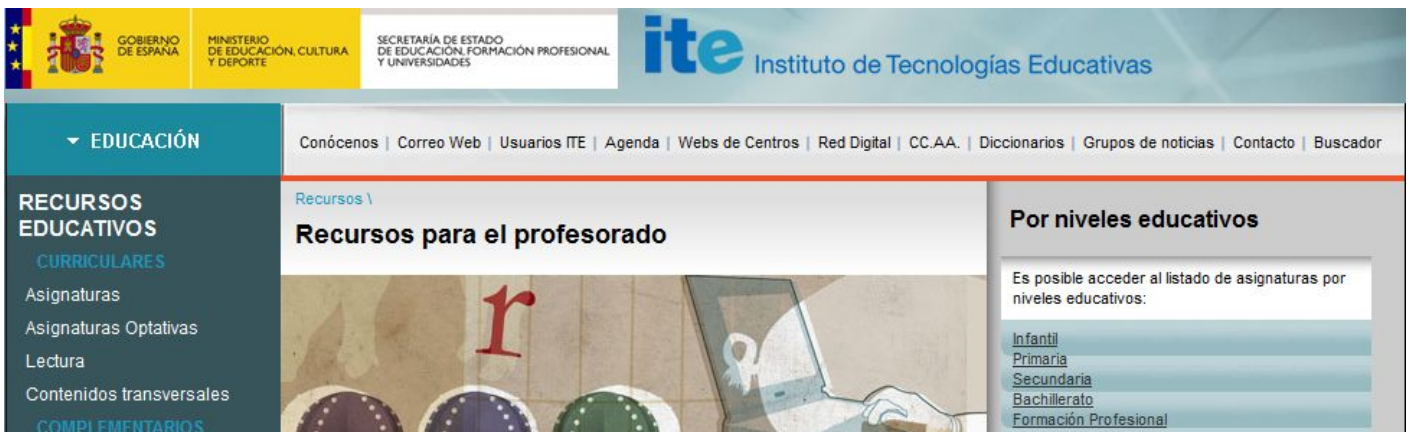 GOBIERNO
DE ESPAÑA
MINISTERIO
DE EDUCACIÓN, CULTURA
Y DEPORTE
SECRETARÍA DE ESTADO
DE EDUCACIÓN, FORMACIÓN PROFESIONAL
Y UNIVERSIDADES
ite Instituto de Tecnologías Educativas
EDUCACIÓN
Conócenos | Correo Web | Usuarios ITE | Agenda | Webs de Centros | Red Digital | CC.AA. | Diccionarios | Grupos de noticias | Contacto | Buscador
RECURSOS
EDUCATIVOS
CURRICULARES
Asignaturas
Asignaturas Optativas
Lectura
Contenidos transversales
COMPLEMENTARIOS
Recursos \
Recursos para el profesorado
r
Por niveles educativos
Es posible acceder al listado de asignaturas por
niveles educativos:
Infantil
Primaria
Secundaria
Bachillerato
Formación Profesional